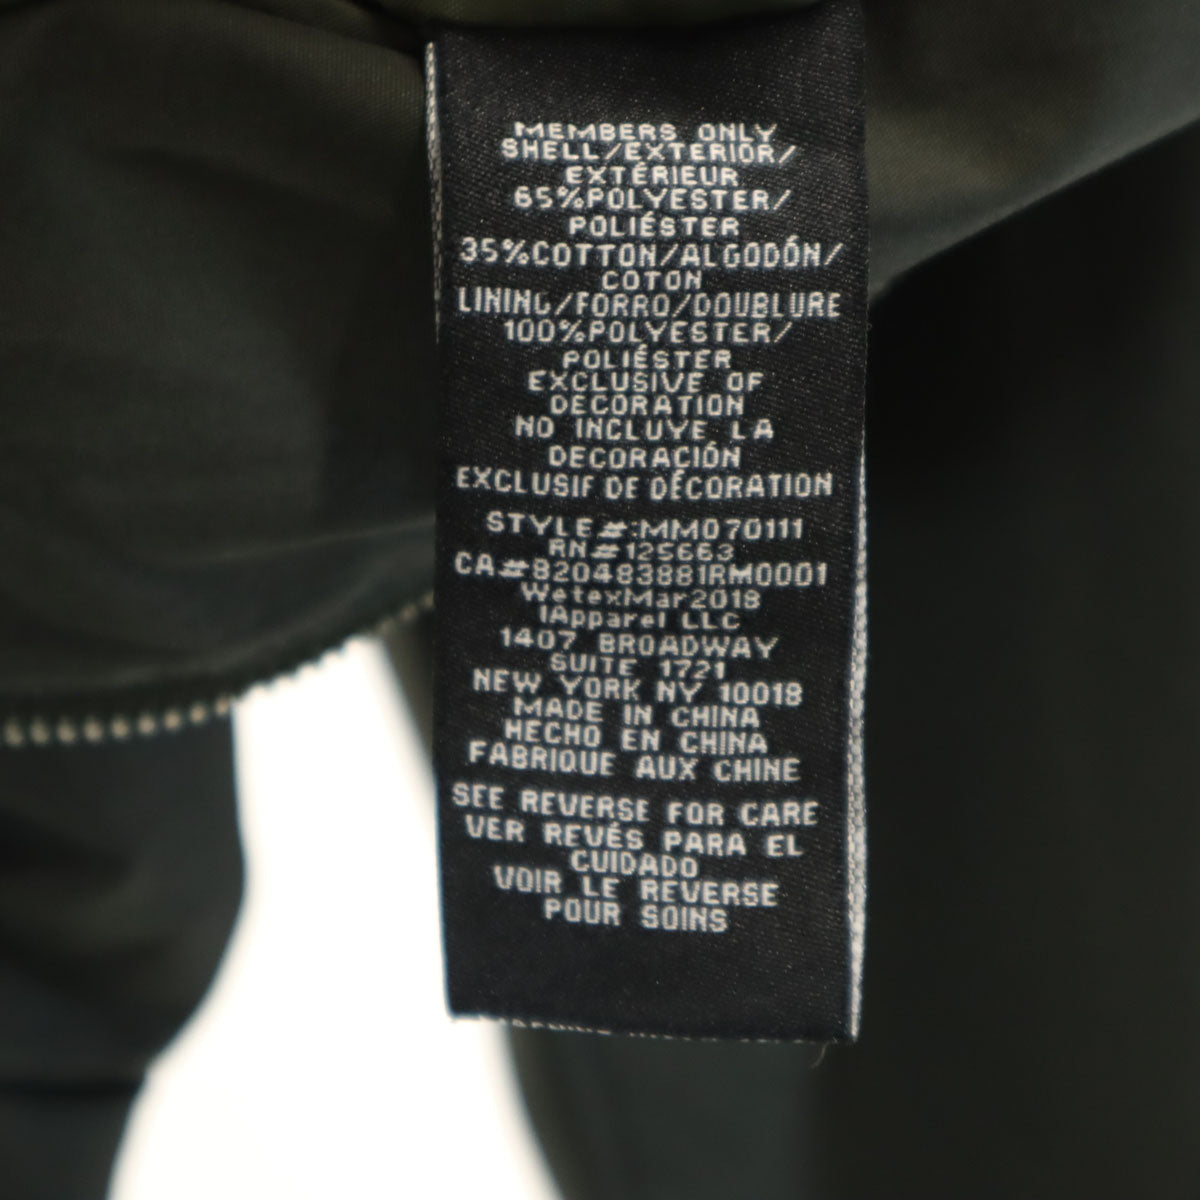 MEMBERS ONLY
SHELL/EXTERIOR/
EXTÉRIEUR
65%POLYESTER/
POLIÉSTER
35%COTTON/ALGODÓN/
COTON
LINING/FORRO/DOUBLURE
100%POLYESTER/
POLIÉSTER
EXCLUSIVE OF
DECORATION
NO INCLUYE LA
DECORACIÓN
EXCLUSIF DE DÉCORATION
STYLE#:MM070111
RN#125663
CA#820483881RM0001
WetexMar2018
IApparel LLC
1407 BROADWAY
SUITE 1721
NEW YORK NY 10018
MADE IN CHINA
HECHO EN CHINA
FABRIQUE AUX CHINE
SEE REVERSE FOR CARE
VER REVÉS PARA EL
CUIDADO
VOIR LE REVERSE
POUR SOINS